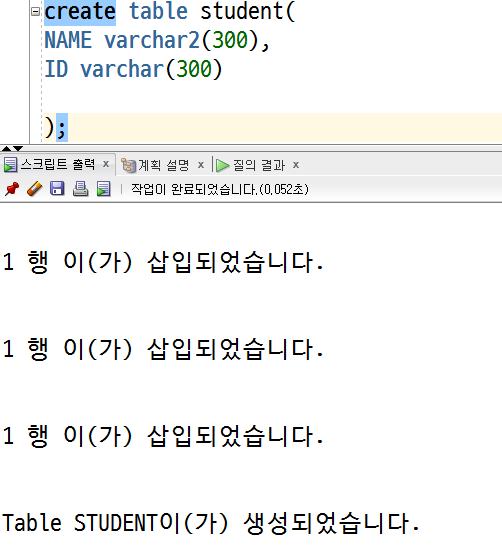 create table student(
NAME varchar2(300),
ID varchar(300)
);
스크립트 출력 x 계획 설명 x 질의 결과 x
작업이 완료되었습니다.(0,052초)
1 행 이(가) 삽입되었습니다.
1 행 이(가) 삽입되었습니다.
1 행 이(가) 삽입되었습니다.
Table STUDENT이(가) 생성되었습니다.